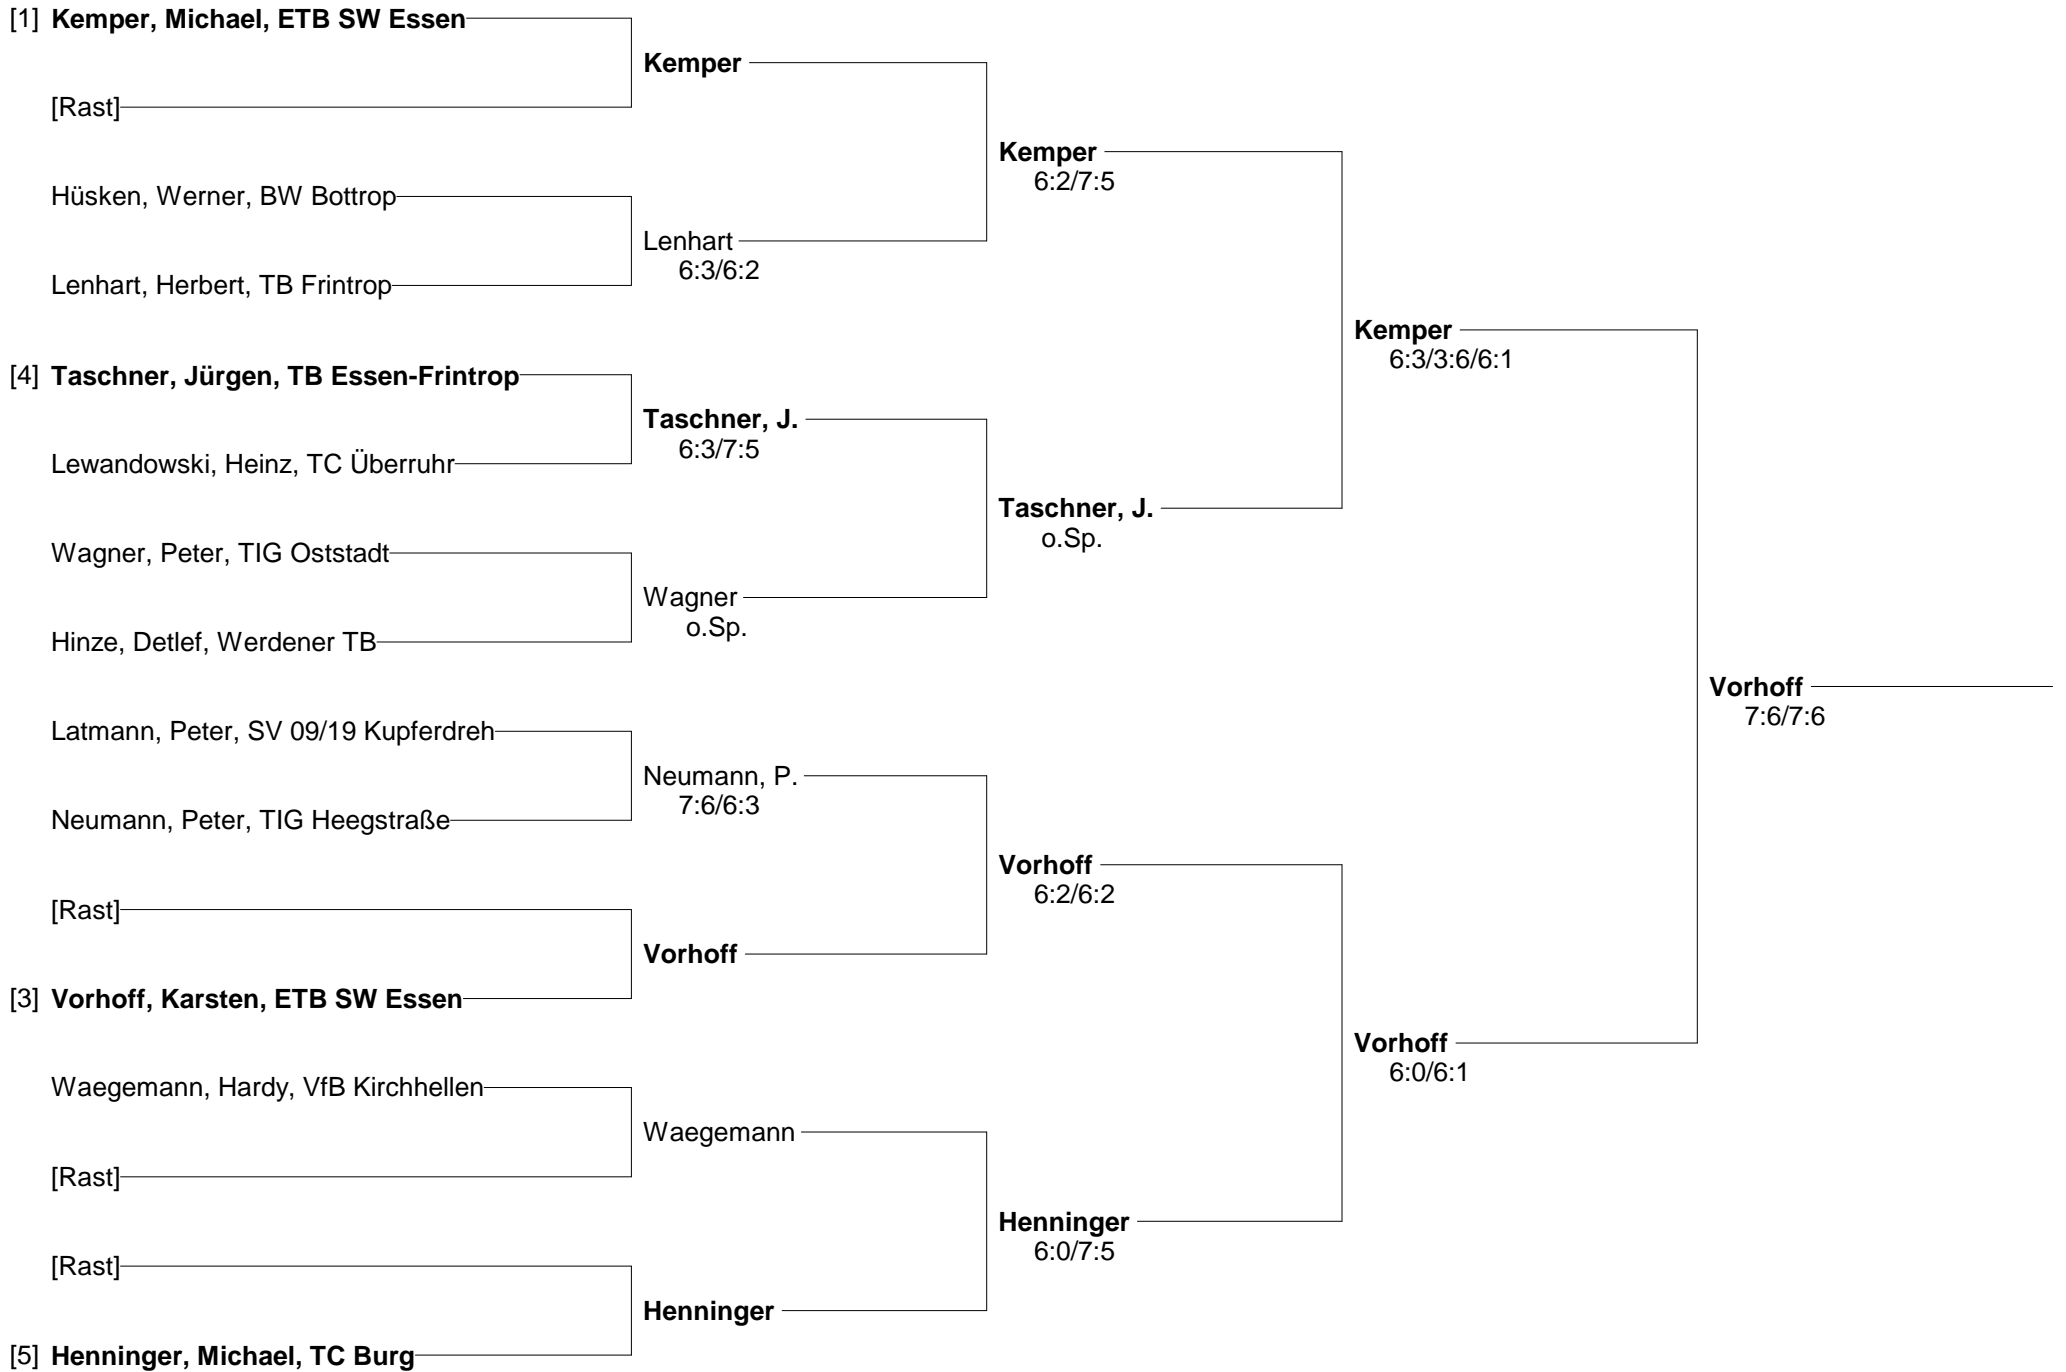 [1] Kemper, Michael, ETB SW Essen
[Rast]
Hüsken, Werner, BW Bottrop
Lenhart, Herbert, TB Frintrop
[4] Taschner, Jürgen, TB Essen-Frintrop
Lewandowski, Heinz, TC Überruhr
Wagner, Peter, TIG Oststadt
Hinze, Detlef, Werdener TB
Latmann, Peter, SV 09/19 Kupferdreh
Neumann, Peter, TIG Heegstraße
[Rast]
[3] Vorhoff, Karsten, ETB SW Essen
Waegemann, Hardy, VfB Kirchhellen
[Rast]
[Rast]
[5] Henninger, Michael, TC Burg
Kemper
Lenhart
6:3/6:2
Taschner, J.
6:3/7:5
Wagner
o.Sp.
Neumann, P.
7:6/6:3
Vorhoff
Waegemann
Henninger
Kemper
6:2/7:5
Taschner, J.
o.Sp.
Vorhoff
6:2/6:2
Henninger
6:0/7:5
Kemper
6:3/3:6/6:1
Vorhoff
6:0/6:1
Vorhoff
7:6/7:6